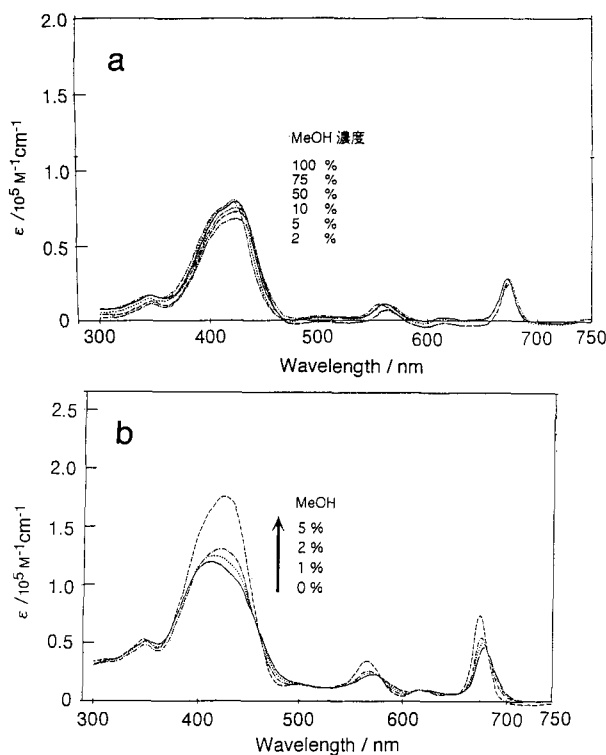 a
2.0
1.5
1.0
0.5
0
ε /10⁵ M⁻¹cm⁻¹
MeOH 濃度
100 %
75 %
50 %
10 %
5 %
2 %
300 400 500 600 700 750
Wavelength / nm
b
2.5
2.0
1.5
1.0
0.5
0
ε /10⁵ M⁻¹cm⁻¹
MeOH
5 %
2 %
1 %
0 %
300 400 500 600 700 750
Wavelength / nm